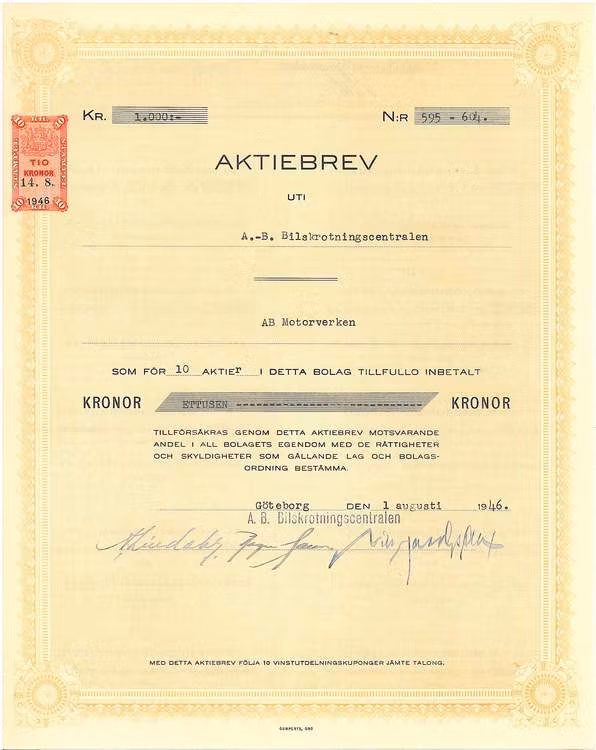 KR. 1.000:-
N:R 595 - 604.
TIO
KRONOR
14. 8.
1946
AKTIEBREV
UTI
A.-B. Bilskrotningscentralen
AB Motorverken
SOM FÖR 10 AKTIEr I DETTA BOLAG TILLFULLO INBETALT
KRONOR ETTUSEN -------------------------- KRONOR
TILLFÖRSÄKRAS GENOM DETTA AKTIEBREV MOTSVARANDE
ANDEL I ALL BOLAGETS EGENDOM MED DE RÄTTIGHETER
OCH SKYLDIGHETER SOM GÄLLANDE LAG OCH BOLAGS-
ORDNING BESTÄMMA.
Göteborg DEN 1 augusti 1946.
A. B. Bilskrotningscentralen
MED DETTA AKTIEBREV FÖLJA 10 VINSTUTDELNINGSKUPONGER JÄMTE TALONG.
GUMPERTS, GBG